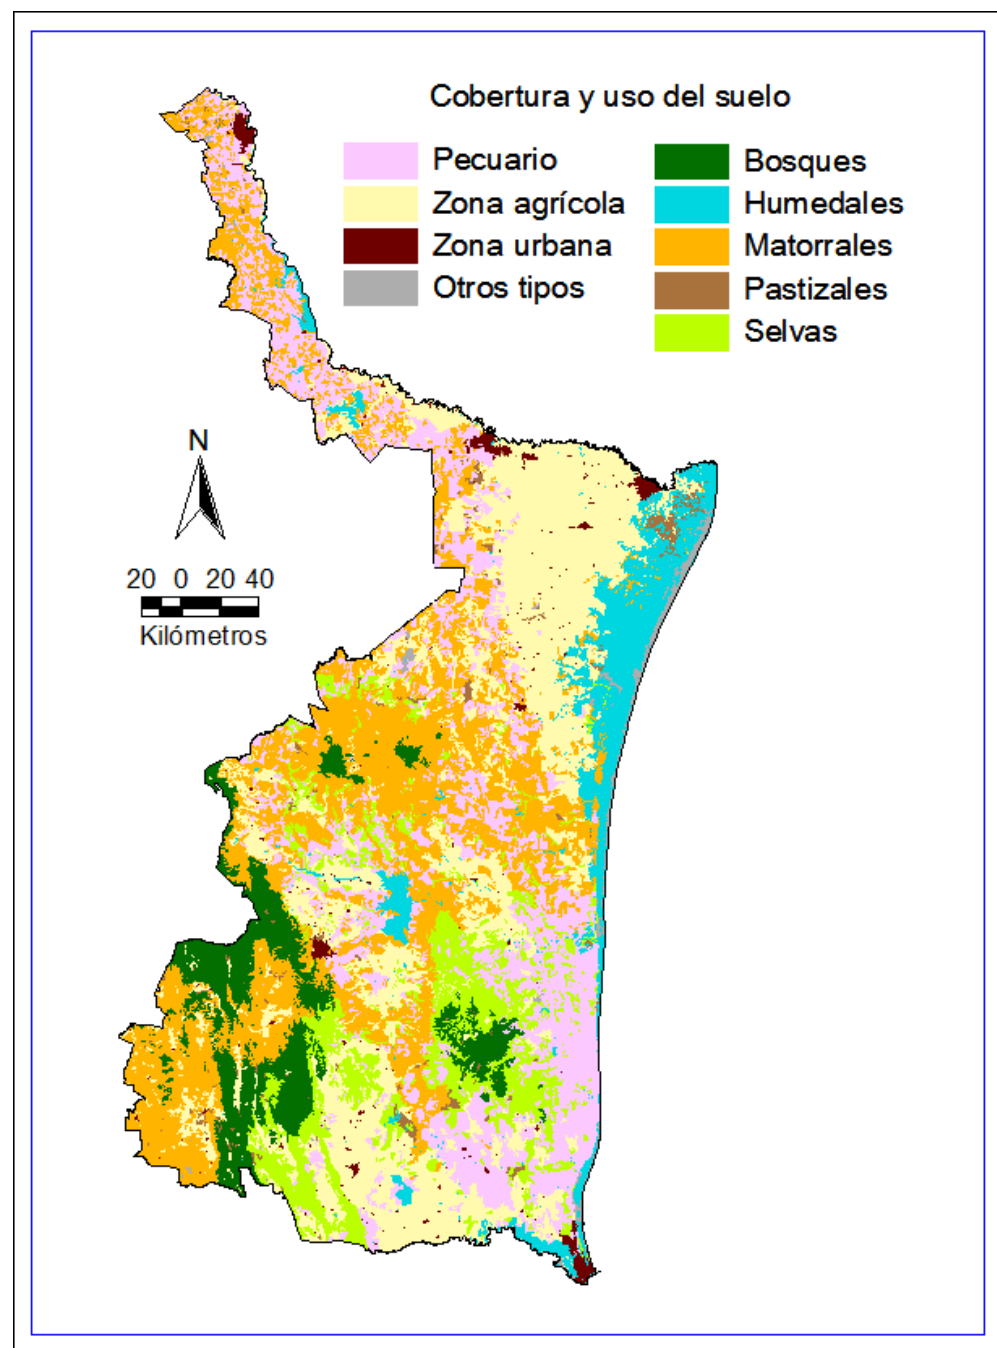 Cobertura y uso del suelo
Pecuario
Zona agrícola
Zona urbana
Otros tipos
Bosques
Humedales
Matorrales
Pastizales
Selvas
N
20 0 20 40
Kilómetros